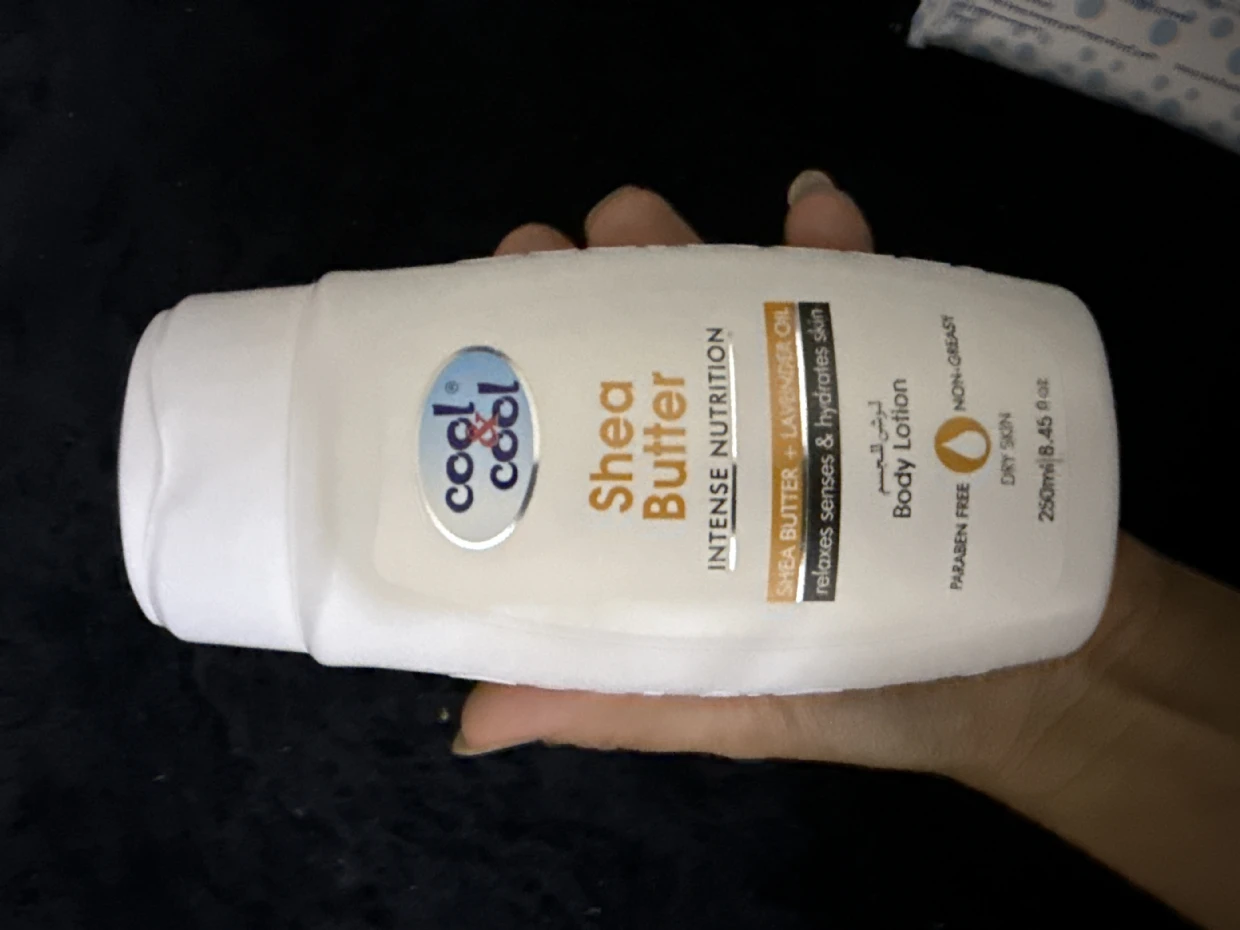 cool
&
cool®
Shea
Butter
INTENSE NUTRITION
SHEA BUTTER + LAVENDER OIL
relaxes senses & hydrates skin
لوشن للجسم
Body Lotion
PARABEN FREE NON-GREASY
DRY SKIN
250ml|8.45 fl oz